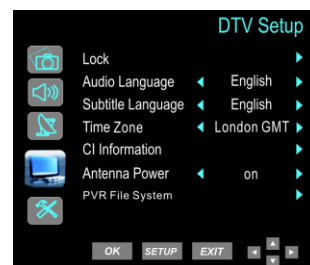 DTV Setup
Lock
Audio Language English
Subtitle Language English
Time Zone London GMT
CI Information
Antenna Power on
PVR File System
OK SETUP EXIT